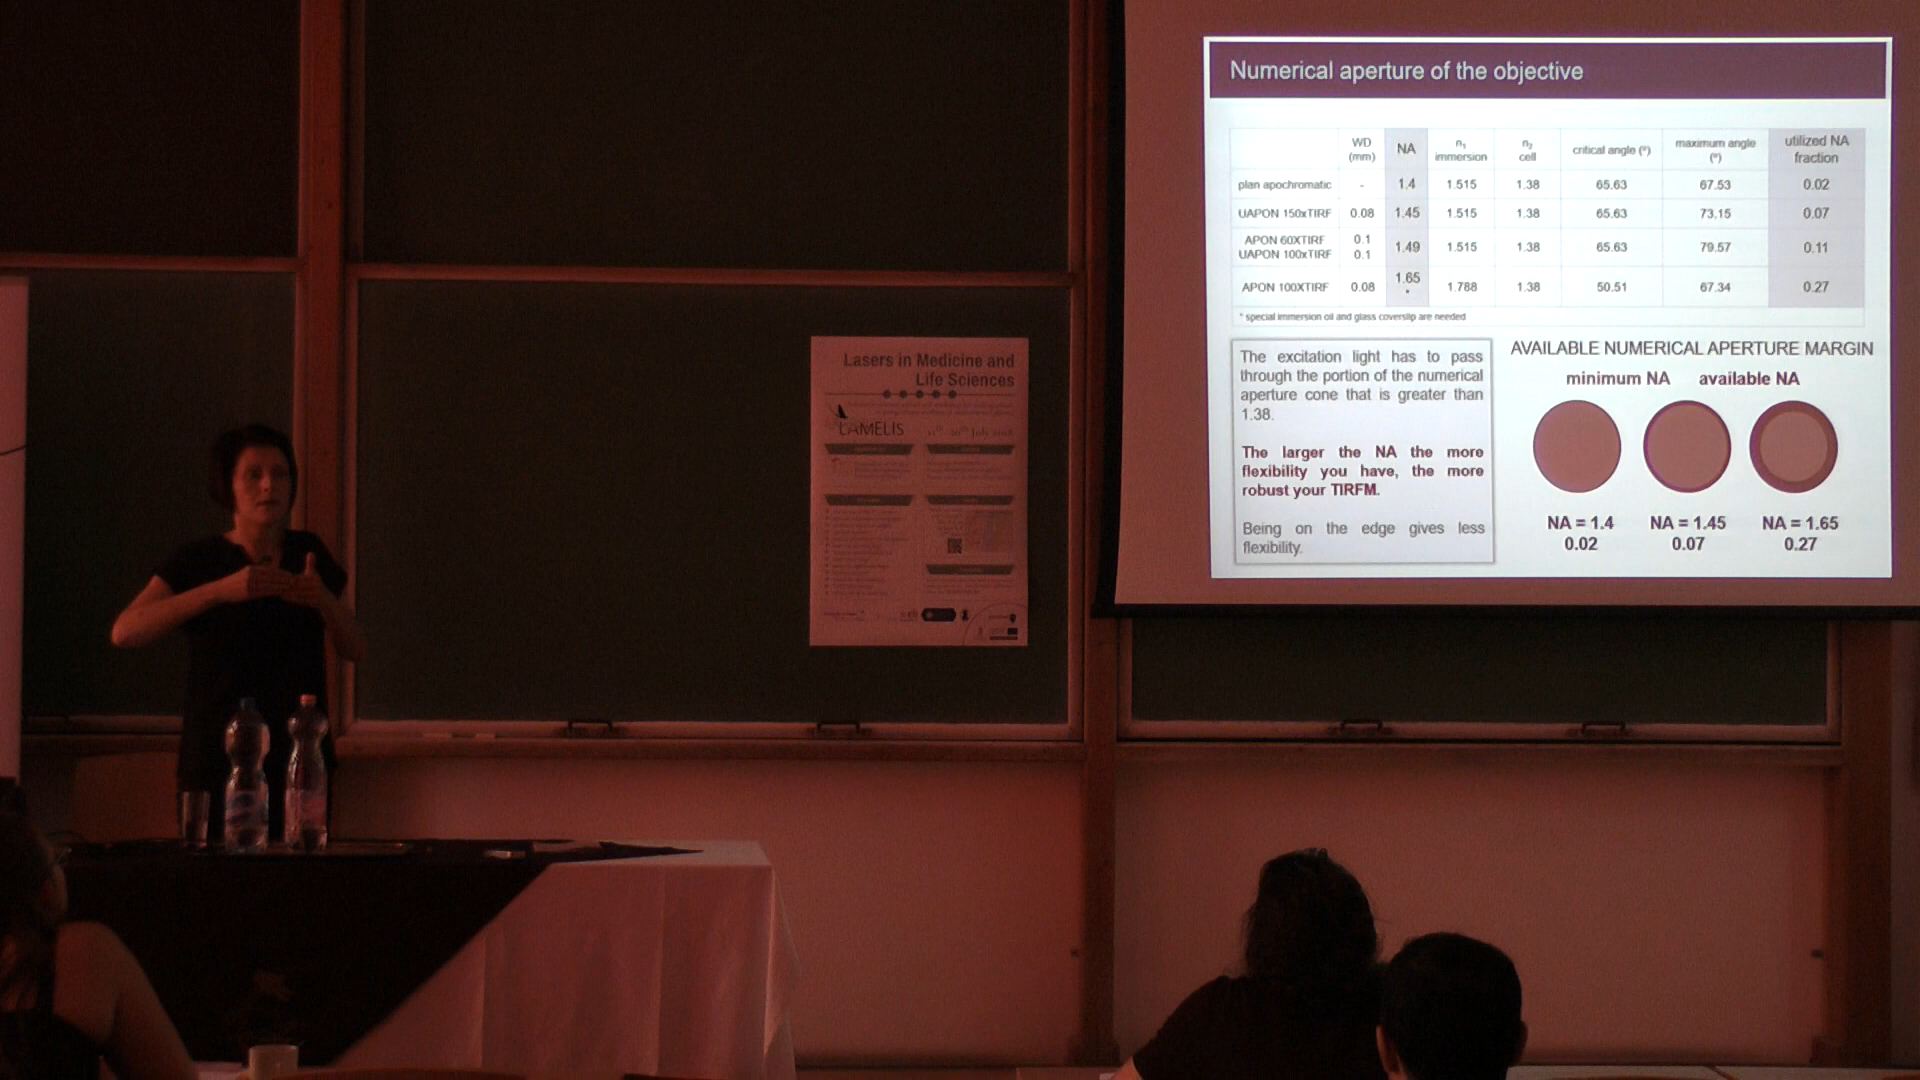 Numerical aperture of the objective
WD (mm) NA n₁ immersion n₂ cell critical angle (°) maximum angle (°) utilized NA fraction
plan apochromatic - 1.4 1.515 1.38 65.63 67.53 0.02
UAPON 150xTIRF 0.08 1.45 1.515 1.38 65.63 73.15 0.07
APON 60XTIRF 0.1
UAPON 100xTIRF 0.1 1.49 1.515 1.38 65.63 79.57 0.11
APON 100XTIRF 0.08 1.65 * 1.788 1.38 50.51 67.34 0.27
* special immersion oil and glass coverslip are needed
The excitation light has to pass
through the portion of the numerical
aperture cone that is greater than
1.38.
The larger the NA the more
flexibility you have, the more
robust your TIRFM.
Being on the edge gives less
flexibility.
AVAILABLE NUMERICAL APERTURE MARGIN
minimum NA available NA
NA = 1.4 NA = 1.45 NA = 1.65
0.02 0.07 0.27
Lasers in Medicine and
Life Sciences
LAMELIS